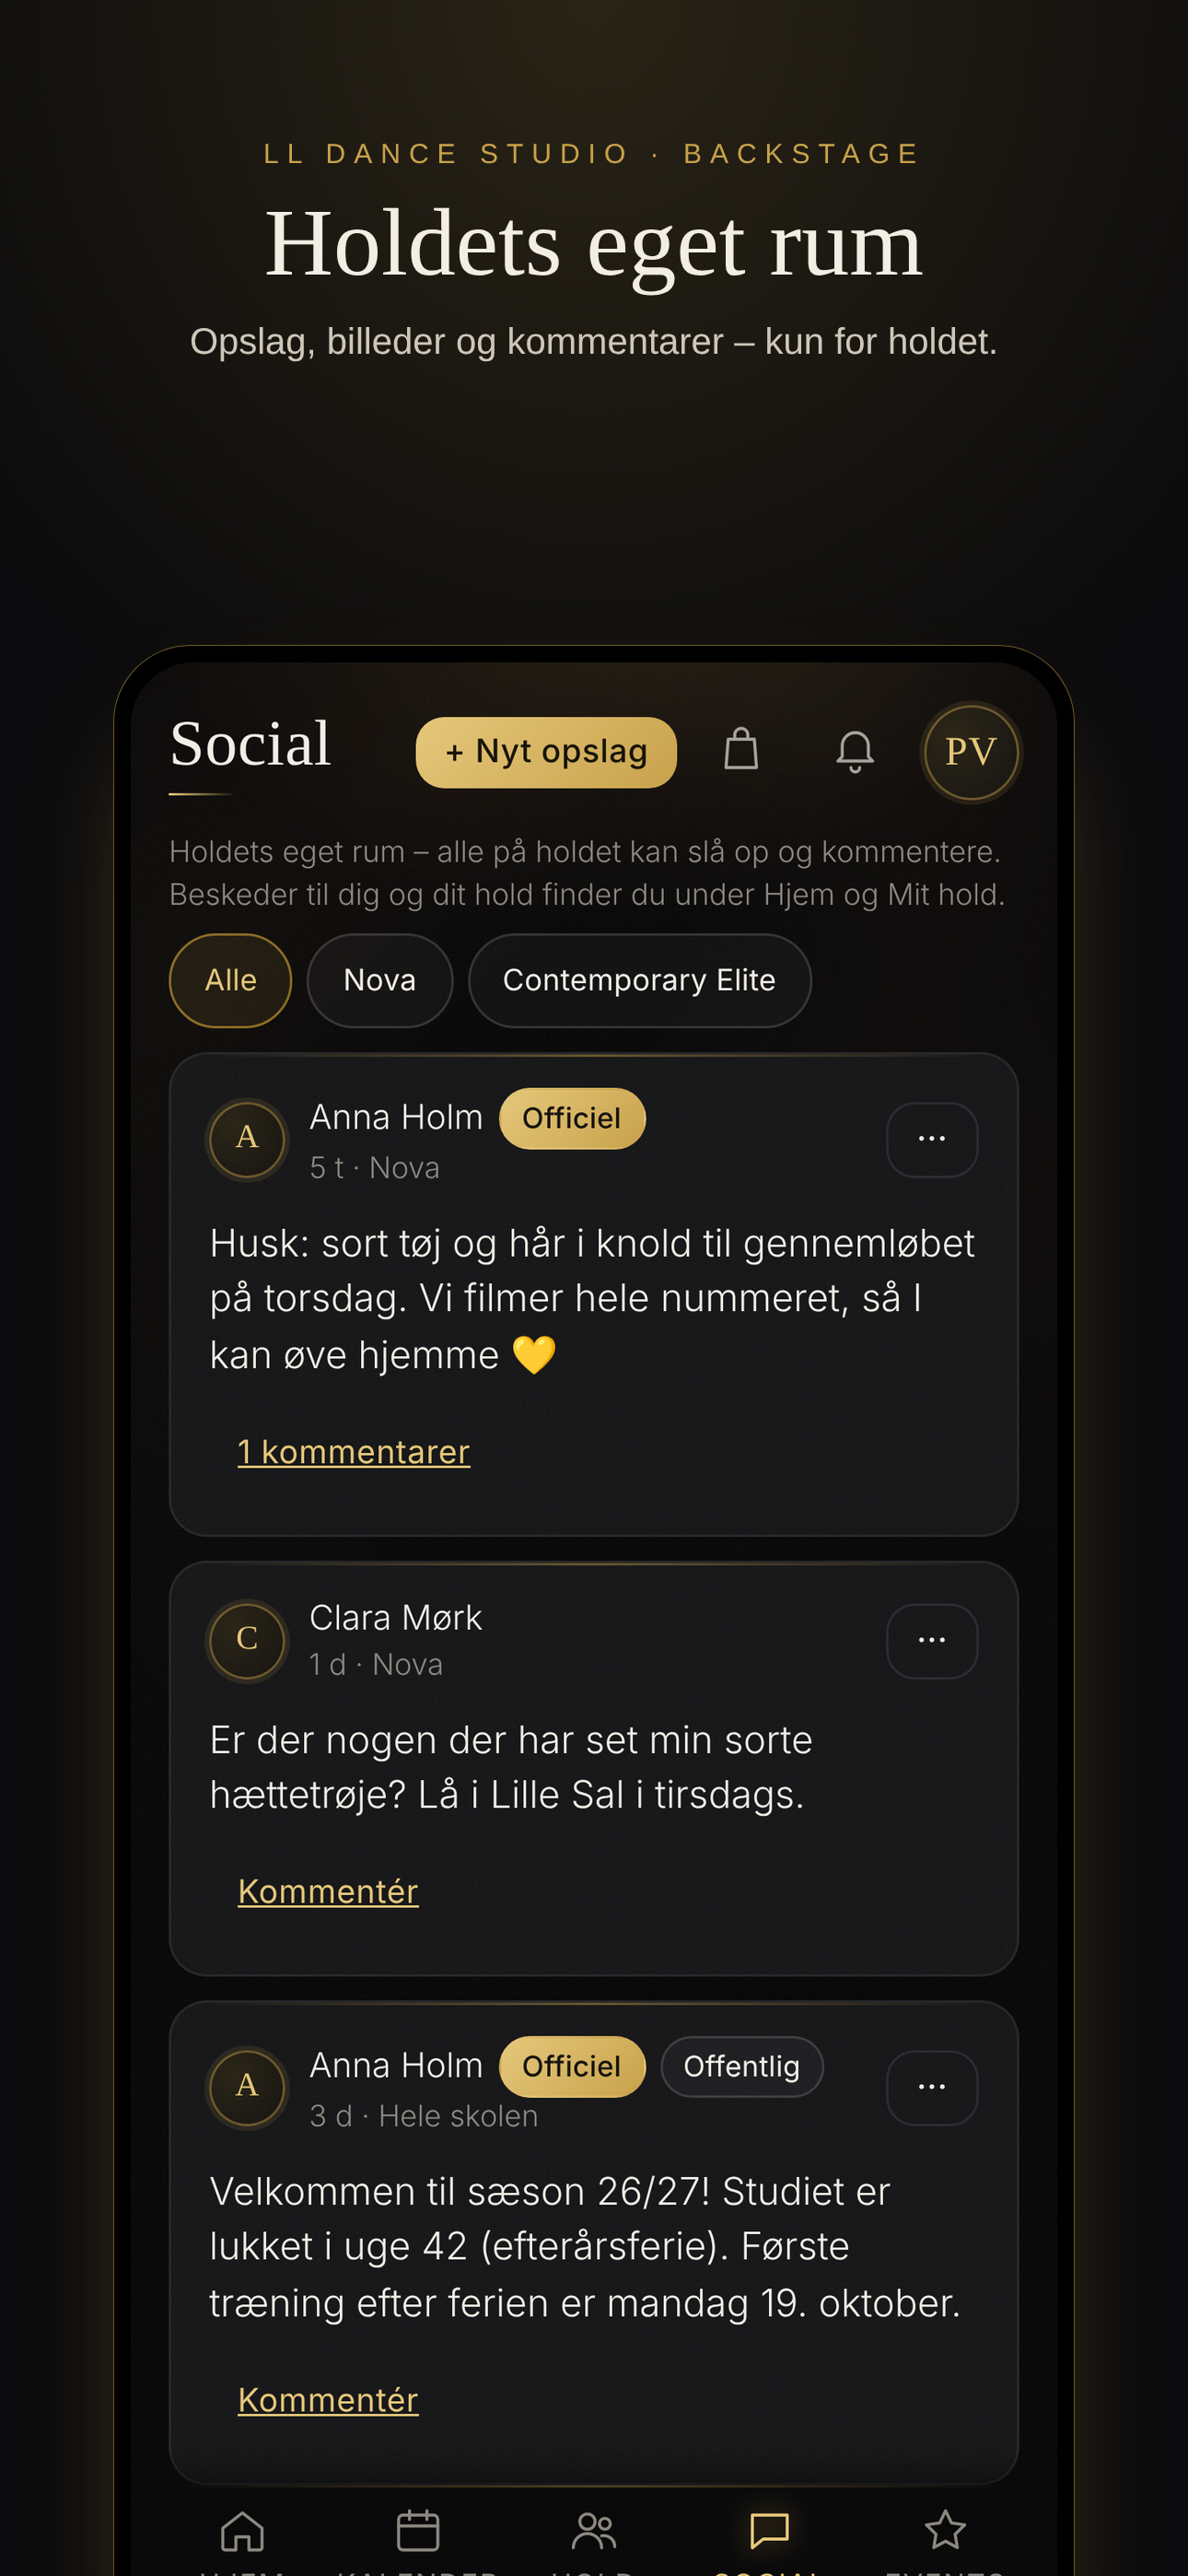 LL DANCE STUDIO · BACKSTAGE
Holdets eget rum
Opslag, billeder og kommentarer – kun for holdet.
Social
+ Nyt opslag
PV
Holdets eget rum – alle på holdet kan slå op og kommentere.
Beskeder til dig og dit hold finder du under Hjem og Mit hold.
Alle
Nova
Contemporary Elite
A
Anna Holm
Officiel
5 t · Nova
...
Husk: sort tøj og hår i knold til gennemløbet
på torsdag. Vi filmer hele nummeret, så I
kan øve hjemme 💛
1 kommentarer
C
Clara Mørk
1 d · Nova
...
Er der nogen der har set min sorte
hættetrøje? Lå i Lille Sal i tirsdags.
Kommentér
A
Anna Holm
Officiel
Offentlig
3 d · Hele skolen
...
Velkommen til sæson 26/27! Studiet er
lukket i uge 42 (efterårsferie). Første
træning efter ferien er mandag 19. oktober.
Kommentér